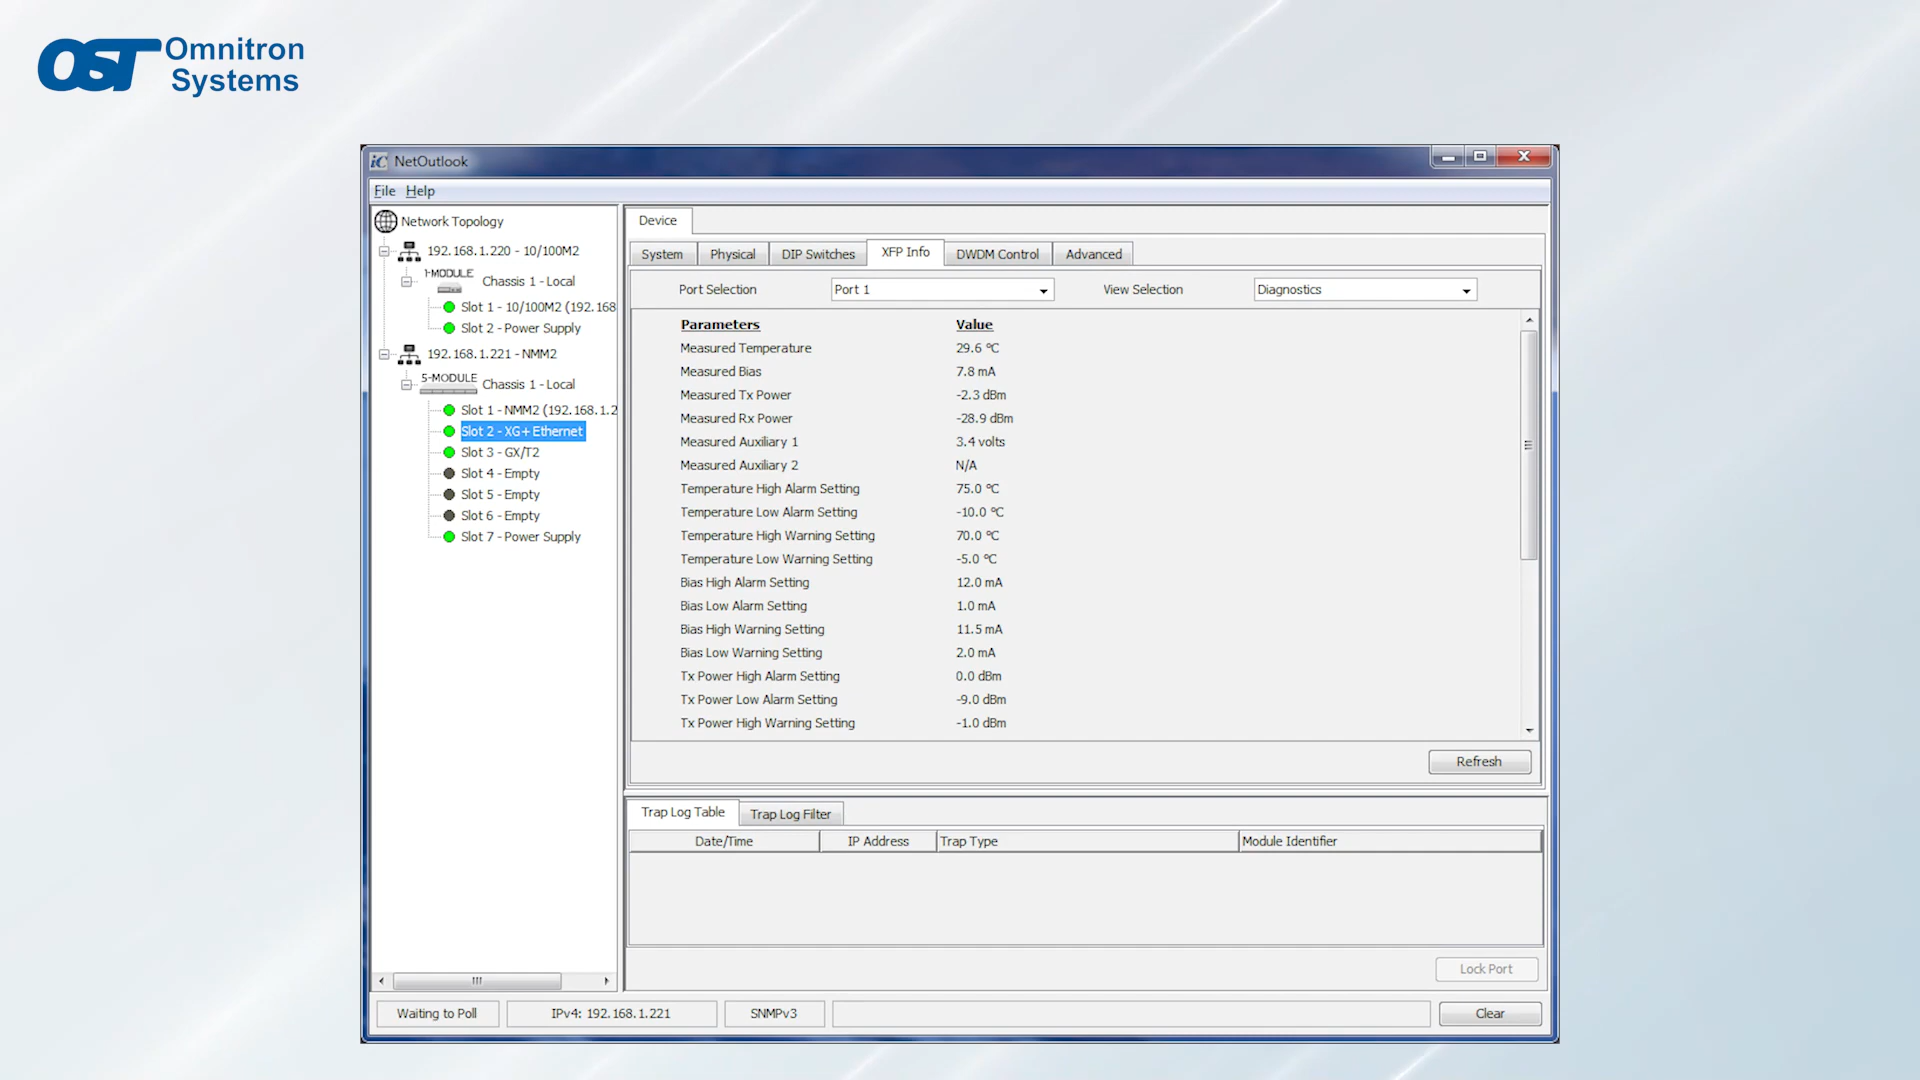 OST Omnitron
Systems
iC NetOutlook
File Help
Network Topology
192.168.1.220 - 10/100M2
1-MODULE Chassis 1 - Local
Slot 1 - 10/100M2 (192.168
Slot 2 - Power Supply
192.168.1.221 - NMM2
5-MODULE Chassis 1 - Local
Slot 1 - NMM2 (192.168.1.2
Slot 2 - XG+Ethernet
Slot 3 - GX/T2
Slot 4 - Empty
Slot 5 - Empty
Slot 6 - Empty
Slot 7 - Power Supply
Device
System Physical DIP Switches XFP Info DWDM Control Advanced
Port Selection Port 1 View Selection Diagnostics
Parameters Value
Measured Temperature 29.6 ºC
Measured Bias 7.8 mA
Measured Tx Power -2.3 dBm
Measured Rx Power -28.9 dBm
Measured Auxiliary 1 3.4 volts
Measured Auxiliary 2 N/A
Temperature High Alarm Setting 75.0 ºC
Temperature Low Alarm Setting -10.0 ºC
Temperature High Warning Setting 70.0 ºC
Temperature Low Warning Setting -5.0 ºC
Bias High Alarm Setting 12.0 mA
Bias Low Alarm Setting 1.0 mA
Bias High Warning Setting 11.5 mA
Bias Low Warning Setting 2.0 mA
Tx Power High Alarm Setting 0.0 dBm
Tx Power Low Alarm Setting -9.0 dBm
Tx Power High Warning Setting -1.0 dBm
Refresh
Trap Log Table Trap Log Filter
Date/Time IP Address Trap Type Module Identifier
Lock Port
Waiting to Poll IPv4: 192.168.1.221 SNMPv3 Clear